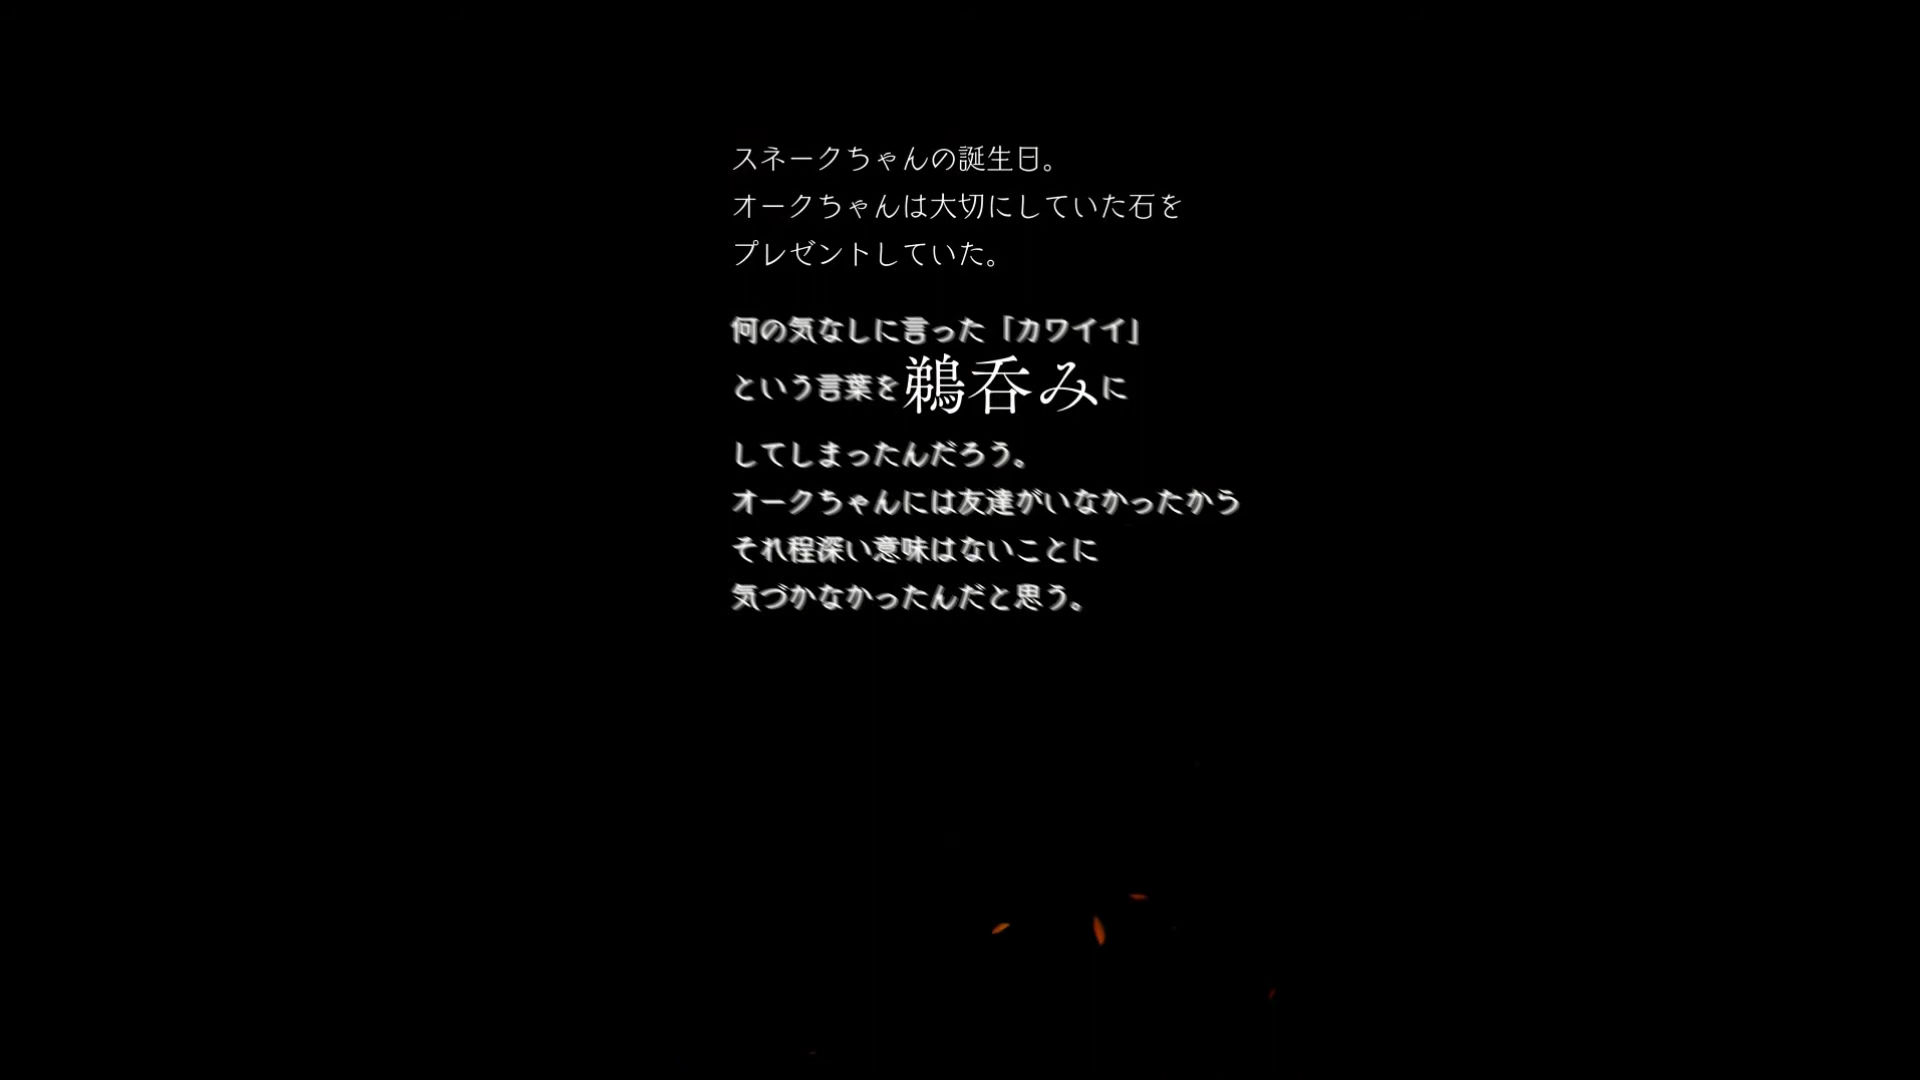 スネークちゃんの誕生日。
オークちゃんは大切にしていた石を
プレゼントしていた。
何の気なしに言った「カワイイ」
という言葉を鵜呑みに
してしまったんだろう。
オークちゃんには友達がいなかったから
それ程深い意味はないことに
気づかなかったんだと思う。